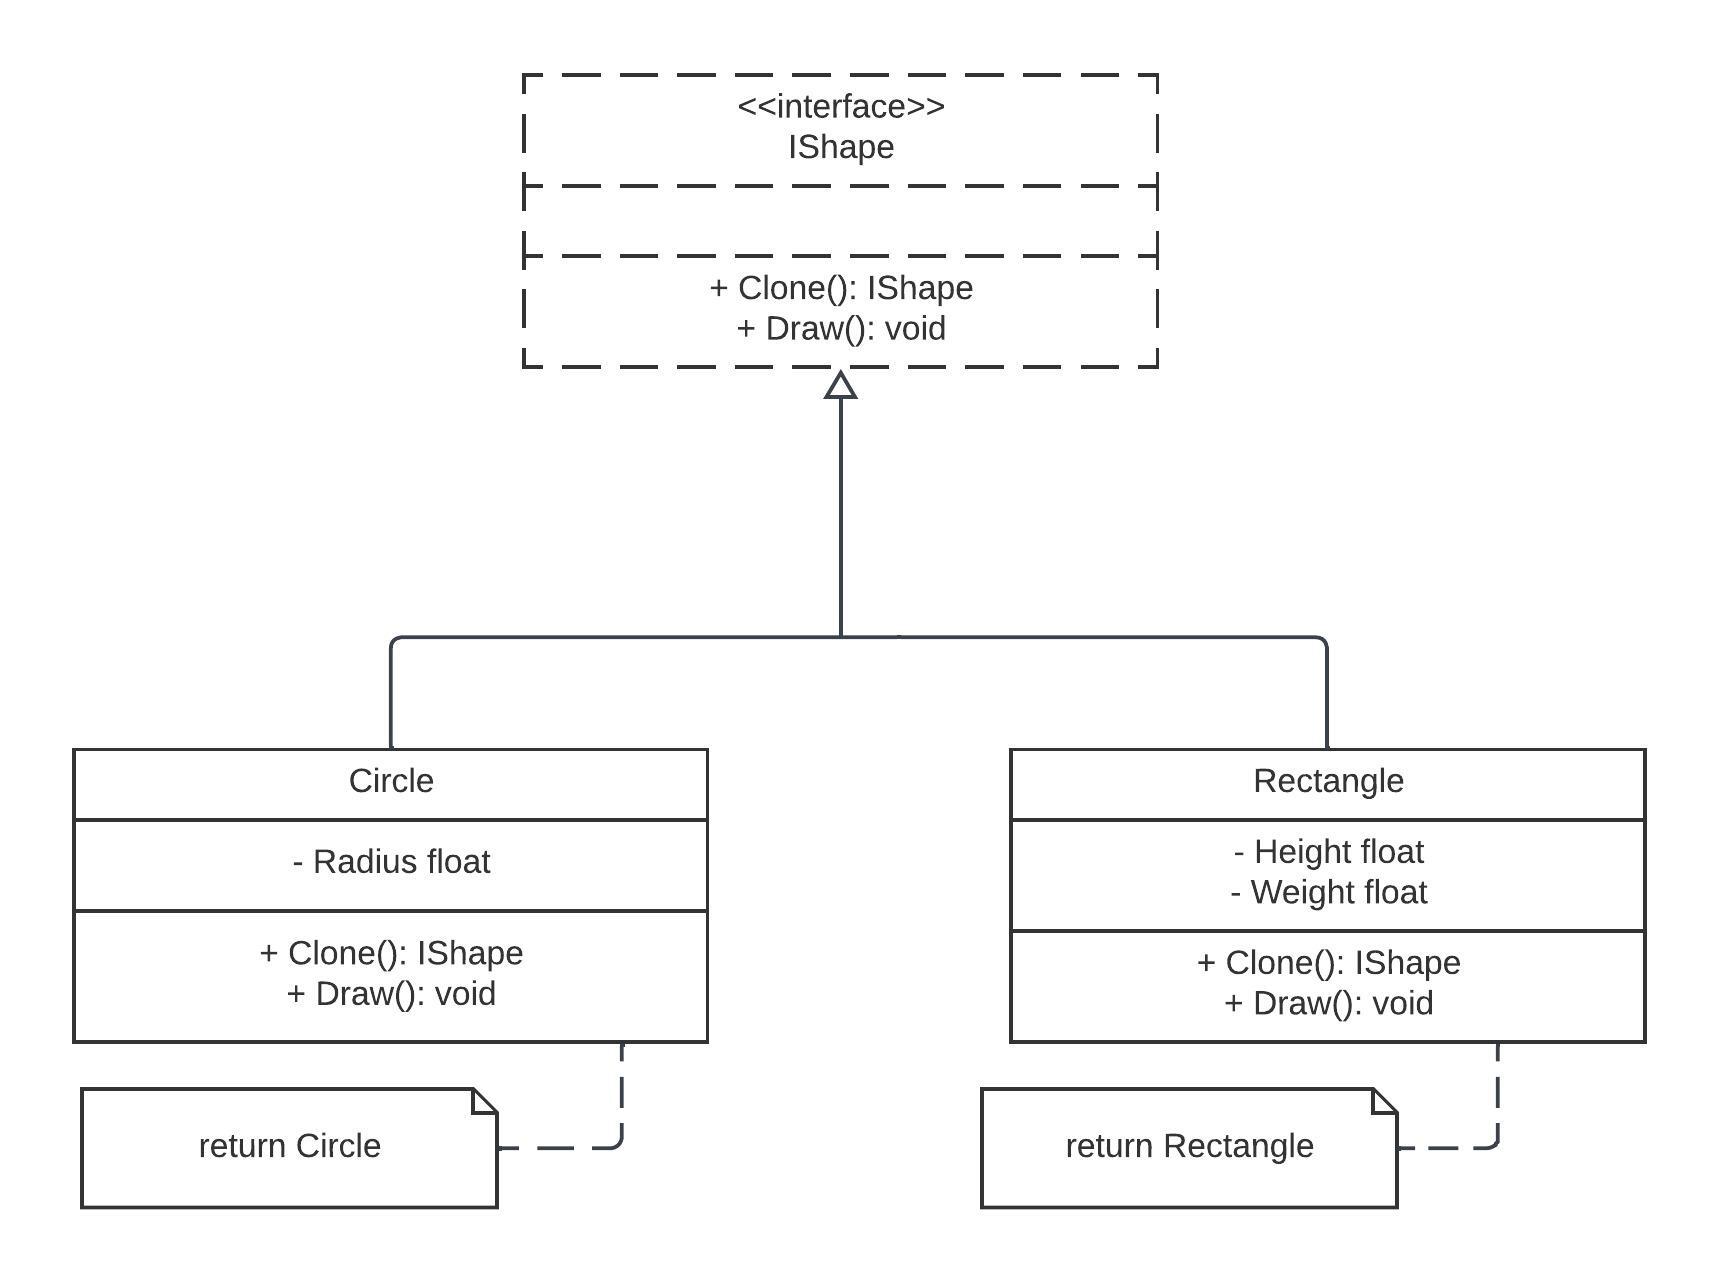 <<interface>>
IShape
+ Clone(): IShape
+ Draw(): void
Circle
- Radius float
+ Clone(): IShape
+ Draw(): void
return Circle
Rectangle
- Height float
- Weight float
+ Clone(): IShape
+ Draw(): void
return Rectangle